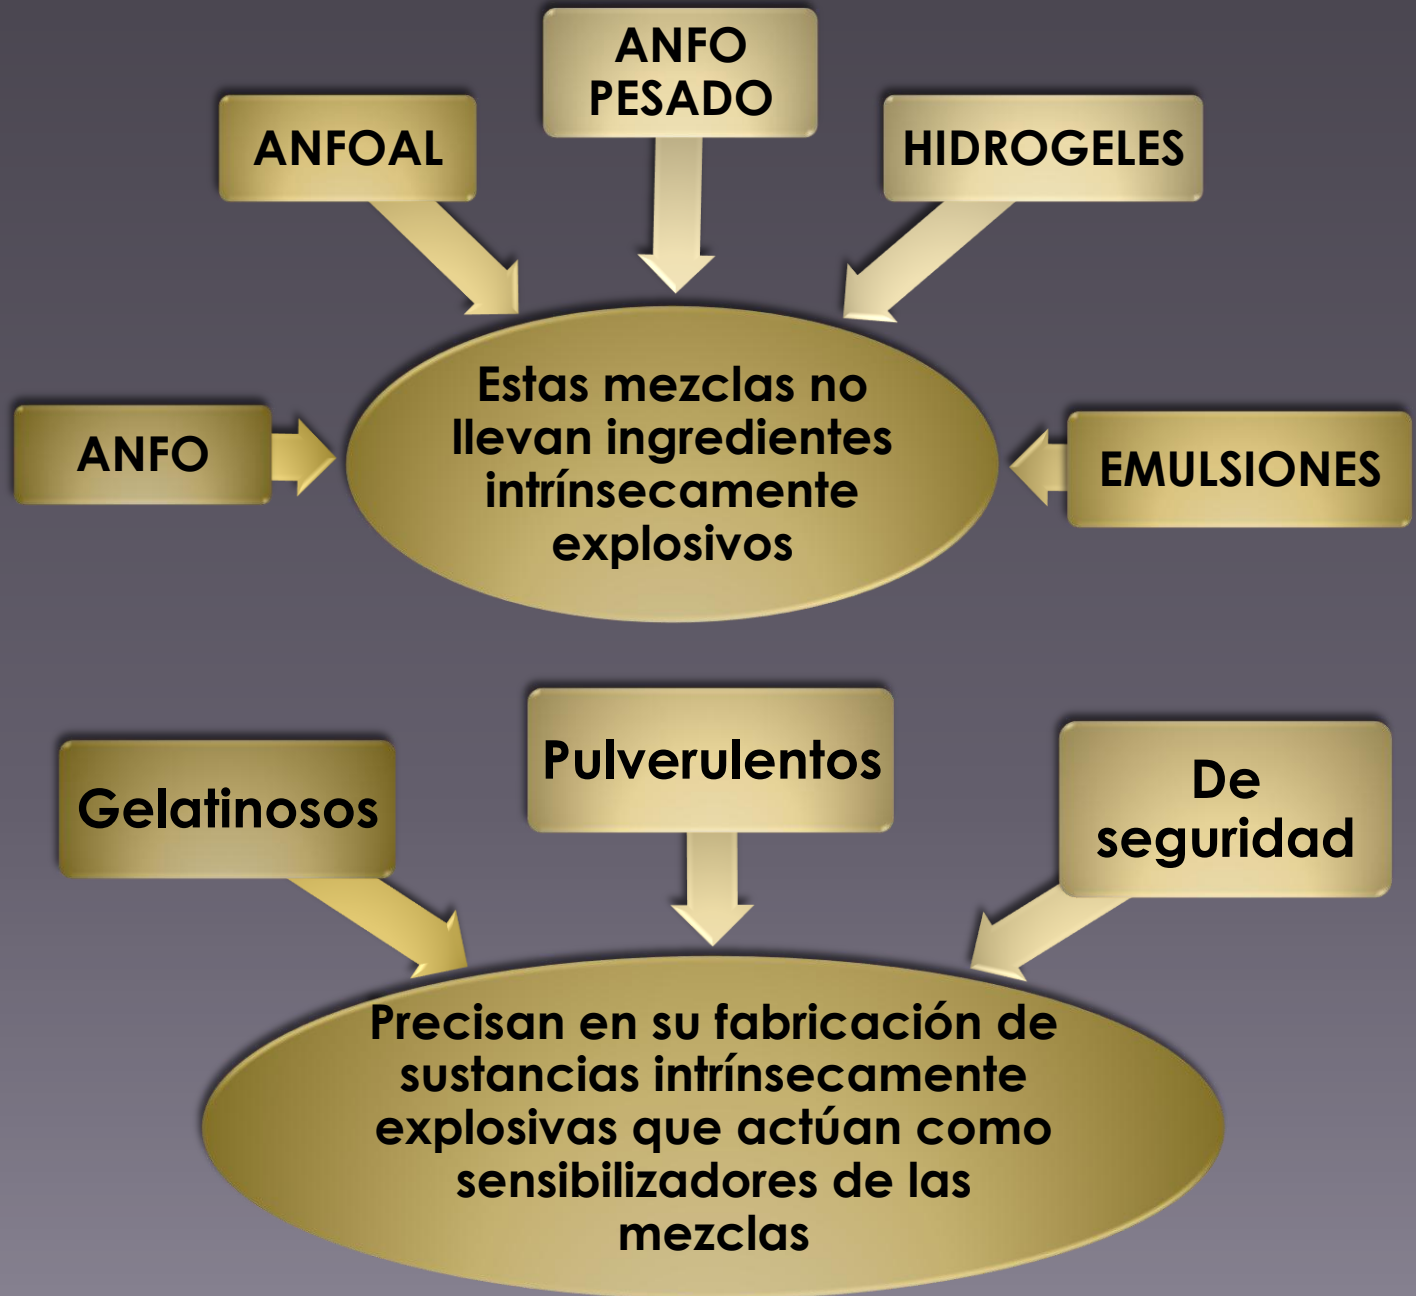 ANFO
PESADO
ANFOAL
HIDROGELES
Estas mezclas no
llevan ingredientes
intrínsecamente
explosivos
ANFO
EMULSIONES
Pulverulentos
Gelatinosos
De
seguridad
Precisan en su fabricación de
sustancias intrínsecamente
explosivas que actúan como
sensibilizadores de las
mezclas